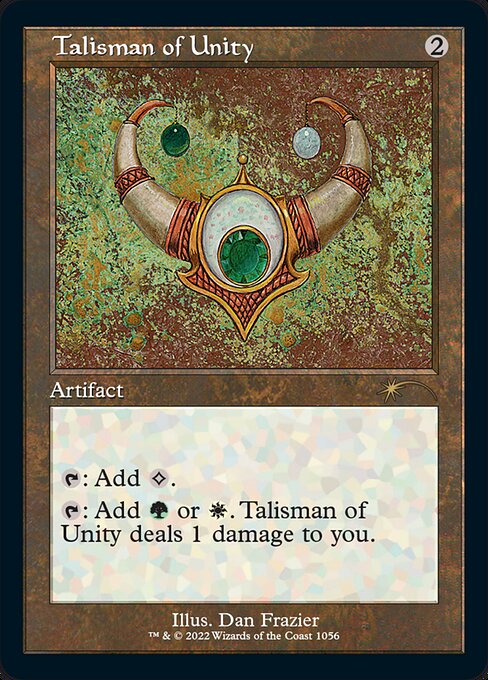 Talisman of Unity 2
Artifact
: Add .
: Add or . Talisman of
Unity deals 1 damage to you.
Illus. Dan Frazier
™ & © 2022 Wizards of the Coast 1056